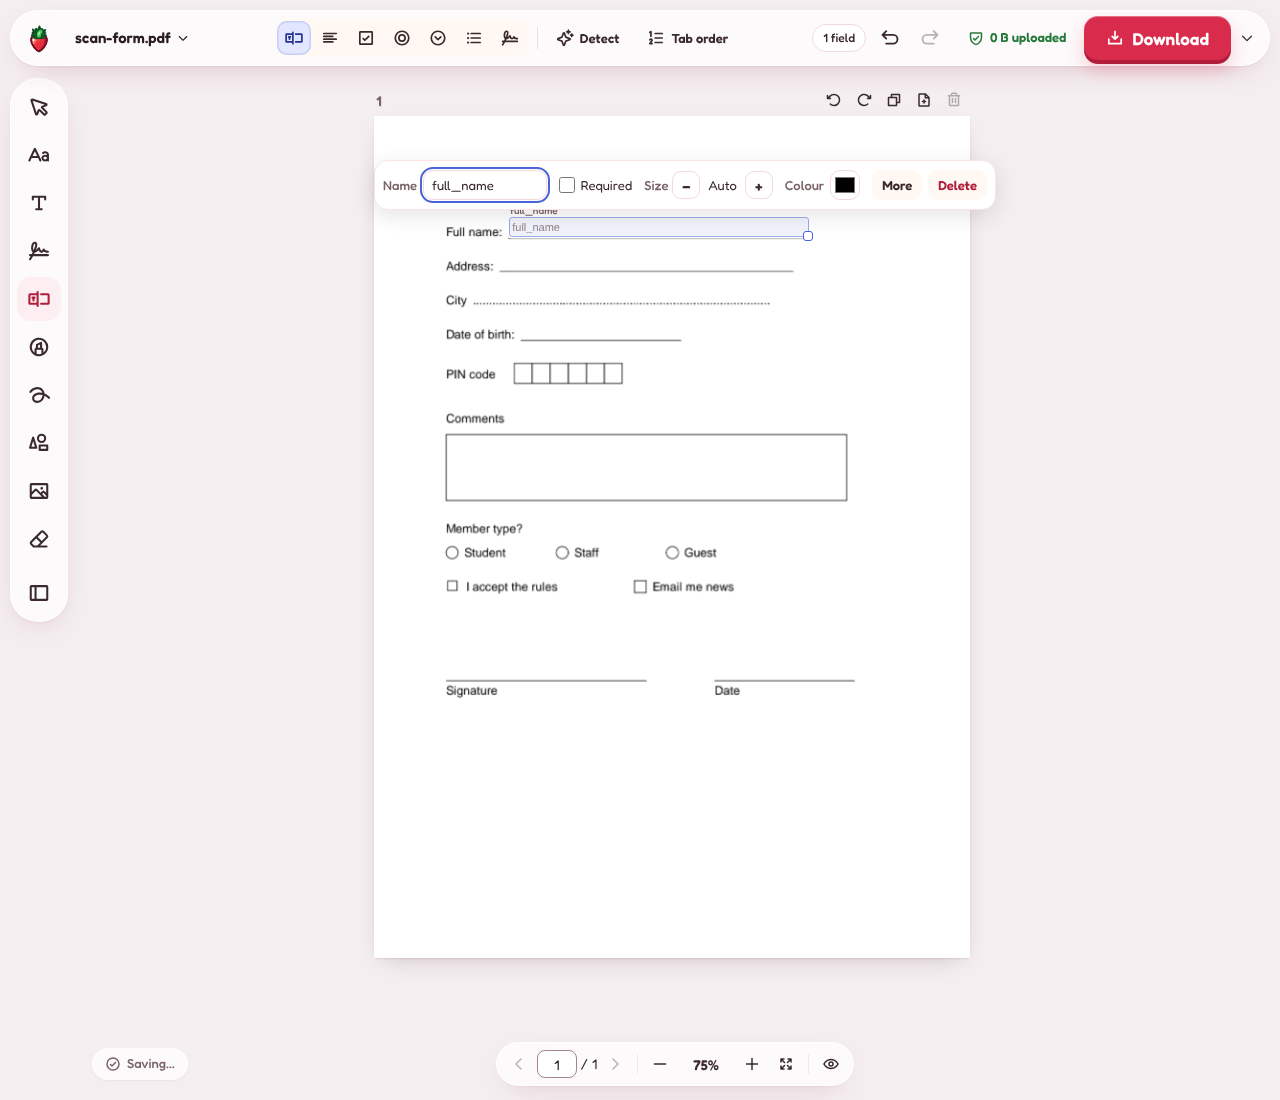 scan-form.pdf
Detect
Tab order
1 field
0 B uploaded
Download
1
Aa
Name
full_name
Required
Size
Auto
Colour
More
Delete
full_name
Full name:
full_name
Address:
City
Date of birth:
PIN code
Comments
Member type?
Student
Staff
Guest
I accept the rules
Email me news
Signature
Date
Saving...
1 / 1
75%